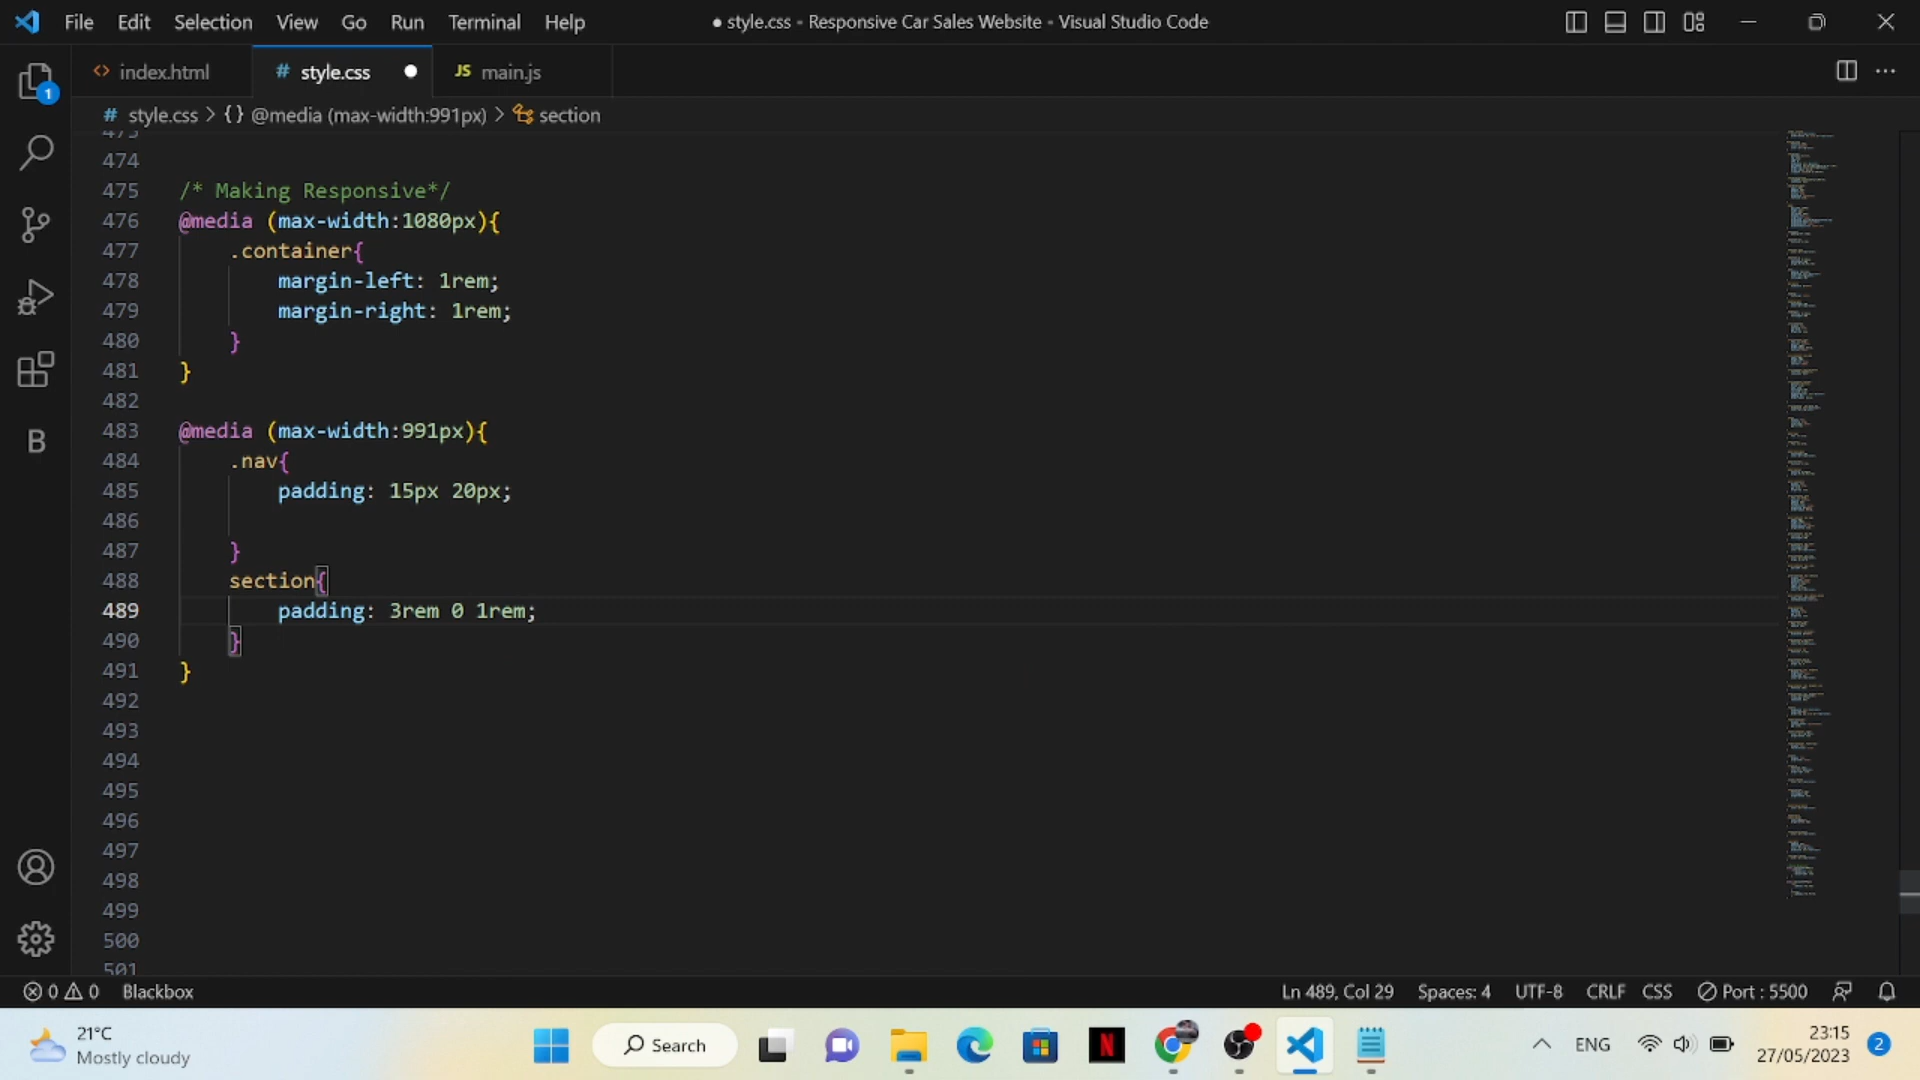 File Edit Selection View Go Run Terminal Help
● style.css - Responsive Car Sales Website - Visual Studio Code
<> index.html
# style.css ●
JS main.js
1
# style.css > {} @media (max-width:991px) > section
473
474
475 /* Making Responsive*/
476 @media (max-width:1080px){
477 .container{
478 margin-left: 1rem;
479 margin-right: 1rem;
480 }
481 }
482
483 @media (max-width:991px){
484 .nav{
485 padding: 15px 20px;
486
487 }
488 section{
489 padding: 3rem 0 1rem;
490 }
491 }
492
493
494
495
496
497
498
499
500
501
B
0 0 Blackbox
Ln 489, Col 29 Spaces: 4 UTF-8 CRLF CSS Port : 5500
21°C
Mostly cloudy
Search
N
ENG
23:15
27/05/2023
2